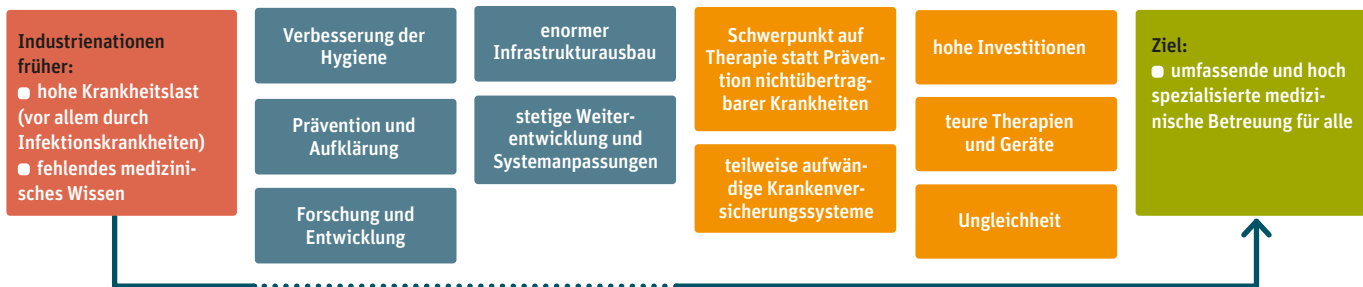 Industrienationen
früher:
hohe Krankheitslast
(vor allem durch
Infektionskrankheiten)
fehlendes medizini-
sches Wissen
Verbesserung der
Hygiene
Prävention und
Aufklärung
Forschung und
Entwicklung
enormer
Infrastrukturausbau
stetige Weiter-
entwicklung und
Systemanpassungen
Schwerpunkt auf
Therapie statt Präven-
tion nichtübertrag-
barer Krankheiten
teilweise aufwän-
dige Krankenver-
sicherungssysteme
hohe Investitionen
teure Therapien
und Geräte
Ungleichheit
Ziel:
umfassende und hoch
spezialisierte medizi-
nische Betreuung für alle